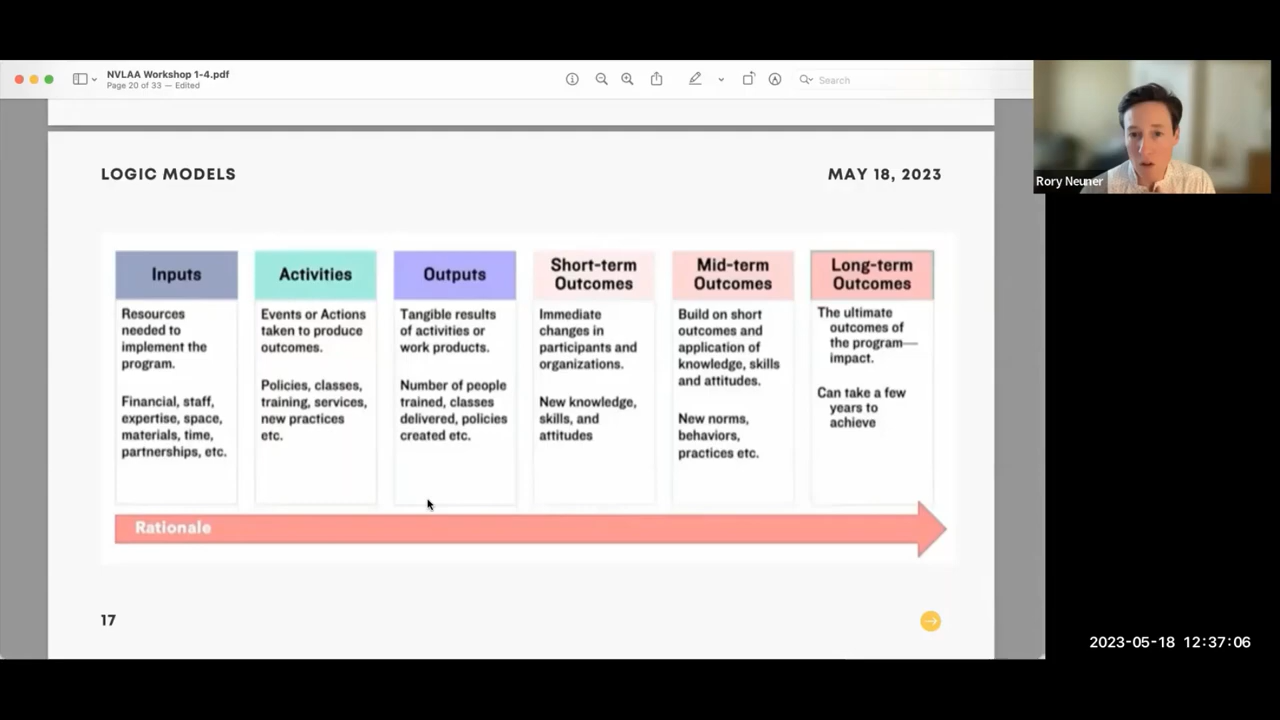 NVLAA Workshop 1-4.pdf
Page 20 of 33 — Edited
Search
Rory Neuner
LOGIC MODELS
MAY 18, 2023
Inputs
Resources
needed to
implement the
program.
Financial, staff,
expertise, space,
materials, time,
partnerships, etc.
Activities
Events or Actions
taken to produce
outcomes.
Policies, classes,
training, services,
new practices
etc.
Outputs
Tangible results
of activities or
work products.
Number of people
trained, classes
delivered, policies
created etc.
Short-term
Outcomes
Immediate
changes in
participants and
organizations.
New knowledge,
skills, and
attitudes
Mid-term
Outcomes
Build on short
outcomes and
application of
knowledge, skills
and attitudes.
New norms,
behaviors,
practices etc.
Long-term
Outcomes
The ultimate
outcomes of
the program—
impact.
Can take a few
years to
achieve
Rationale
17
2023-05-18 12:37:06